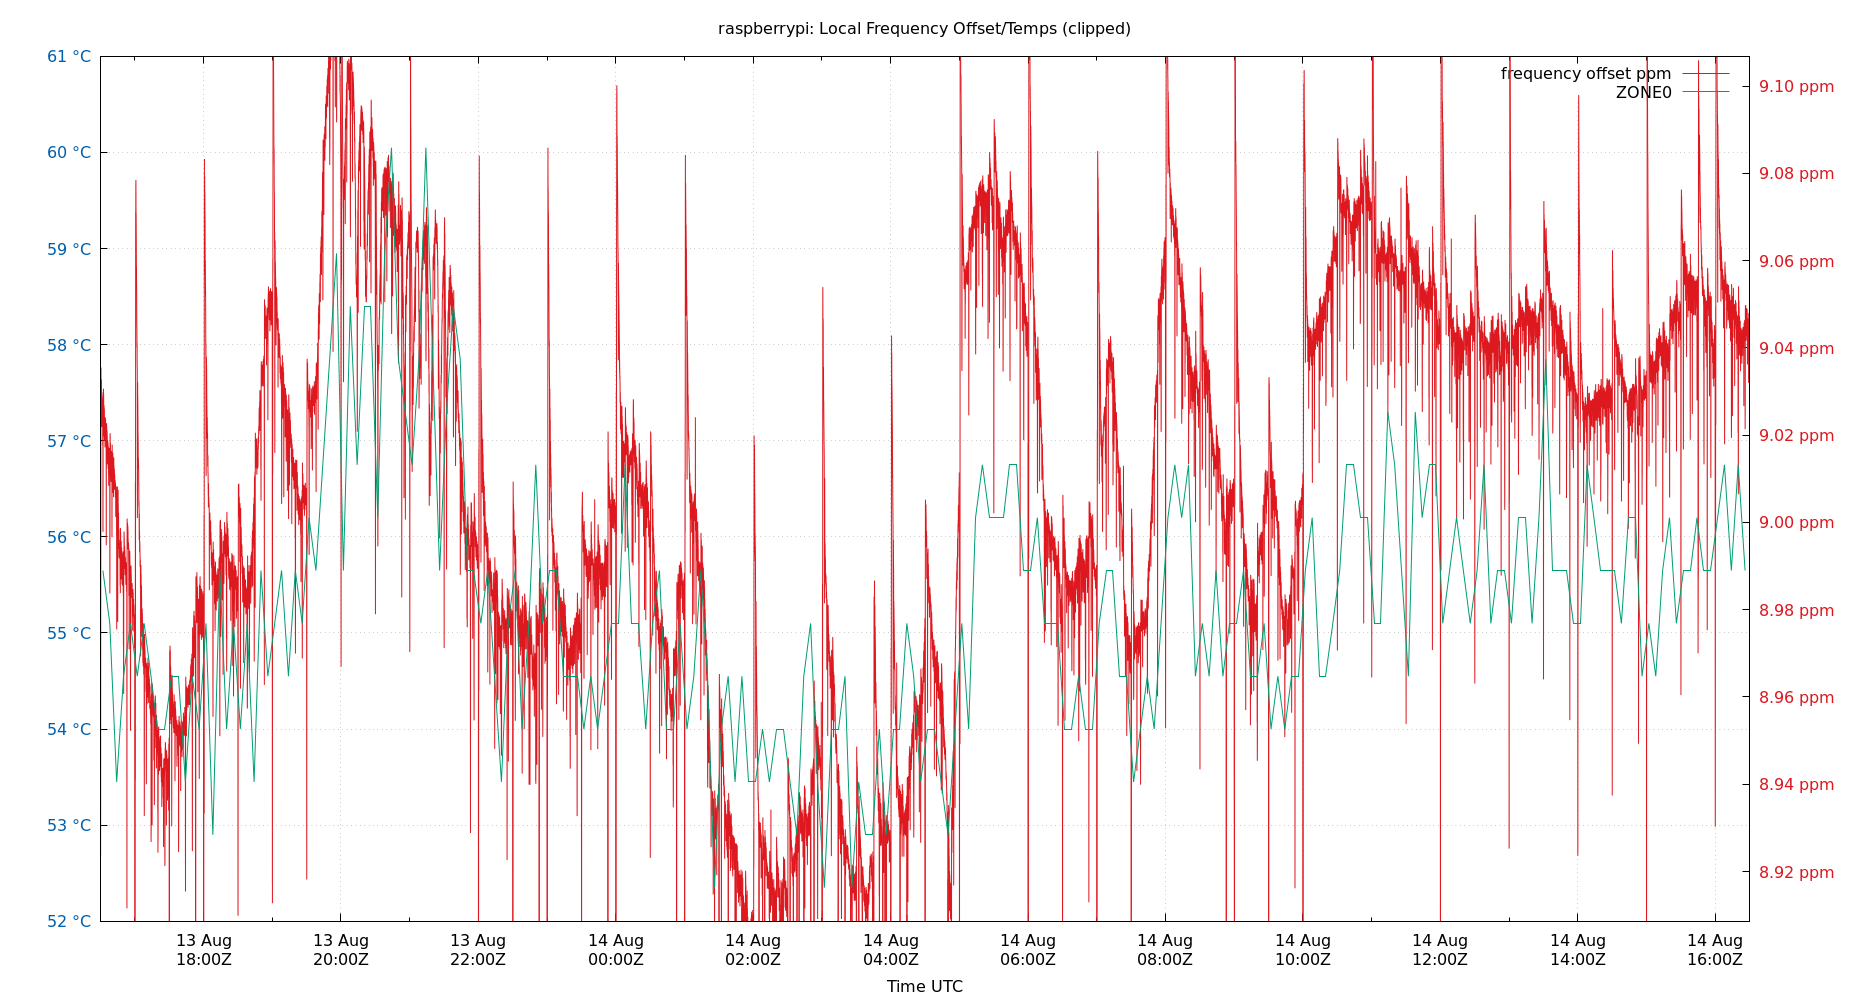 raspberrypi: Local Frequency Offset/Temps (clipped)
61 °C
60 °C
59 °C
58 °C
57 °C
56 °C
55 °C
54 °C
53 °C
52 °C
frequency offset ppm
ZONE0
9.10 ppm
9.08 ppm
9.06 ppm
9.04 ppm
9.02 ppm
9.00 ppm
8.98 ppm
8.96 ppm
8.94 ppm
8.92 ppm
13 Aug 13 Aug 13 Aug 14 Aug 14 Aug 14 Aug 14 Aug 14 Aug 14 Aug 14 Aug 14 Aug 14 Aug
18:00Z 20:00Z 22:00Z 00:00Z 02:00Z 04:00Z 06:00Z 08:00Z 10:00Z 12:00Z 14:00Z 16:00Z
Time UTC